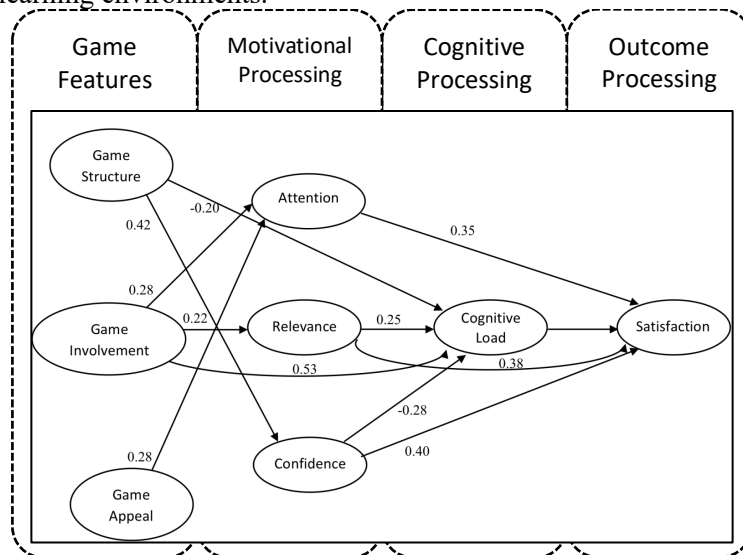 learning environments.
Game
Features
Motivational
Processing
Cognitive
Processing
Outcome
Processing
Game
Structure
Attention
-0.20
0.42
0.35
0.28
0.22
Game
Involvement
Relevance
0.25
Cognitive
Load
Satisfaction
0.53
0.38
-0.28
0.28
Confidence
0.40
Game
Appeal